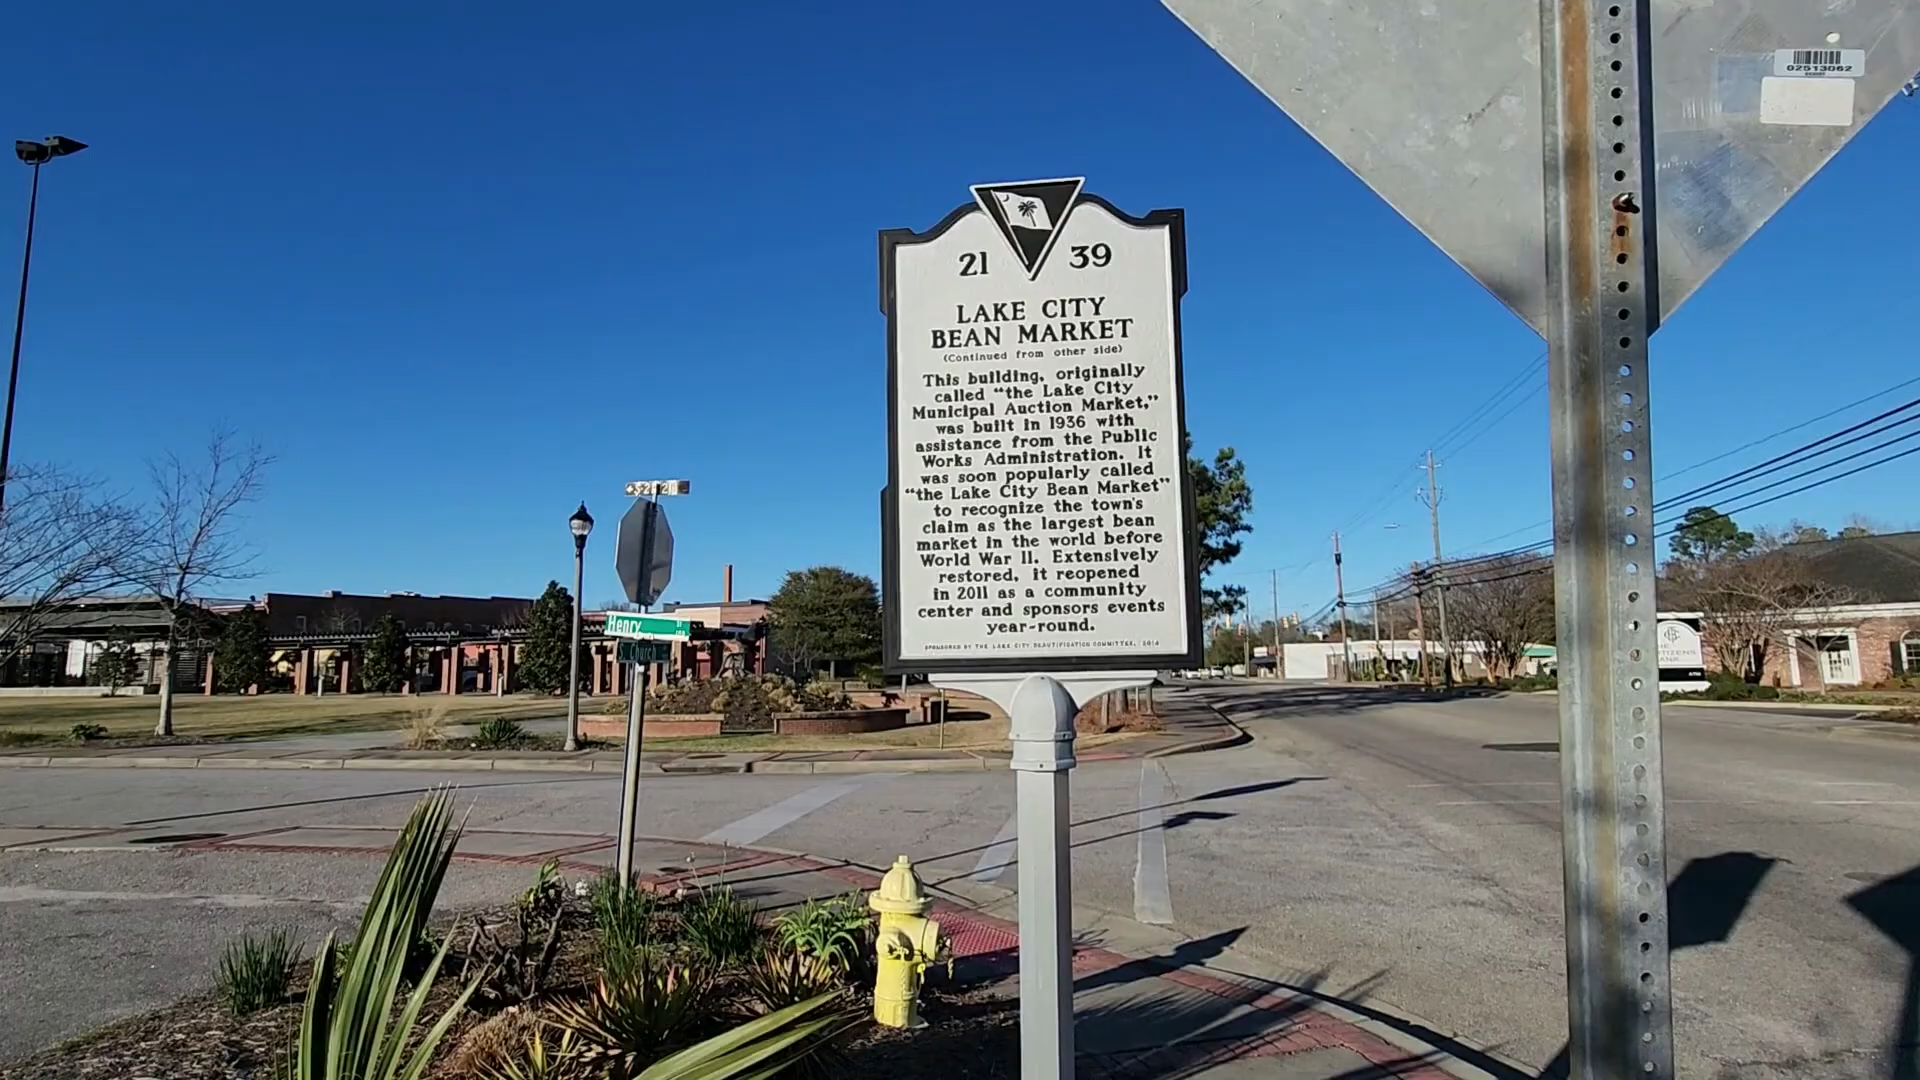 02513062
21 39
LAKE CITY
BEAN MARKET
(Continued from other side)
This building, originally
called "the Lake City
Municipal Auction Market,"
was built in 1936 with
assistance from the Public
Works Administration. It
was soon popularly called
"the Lake City Bean Market"
to recognize the town's
claim as the largest bean
market in the world before
World War II. Extensively
restored, it reopened
in 2011 as a community
center and sponsors events
year-round.
SPONSORED BY THE LAKE CITY BEAUTIFICATION COMMITTEE, 2014
Henry ST
S. Church
CITIZENS
BANK